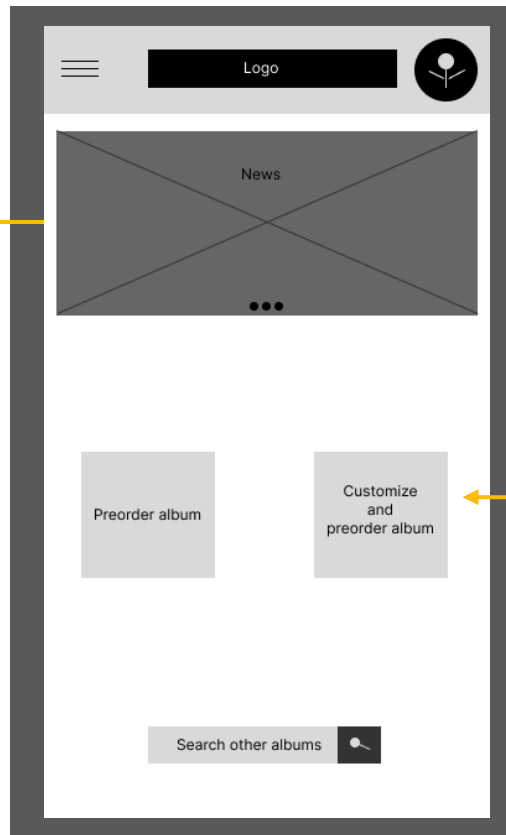 Logo
News
Preorder album
Customize
and
preorder album
Search other albums